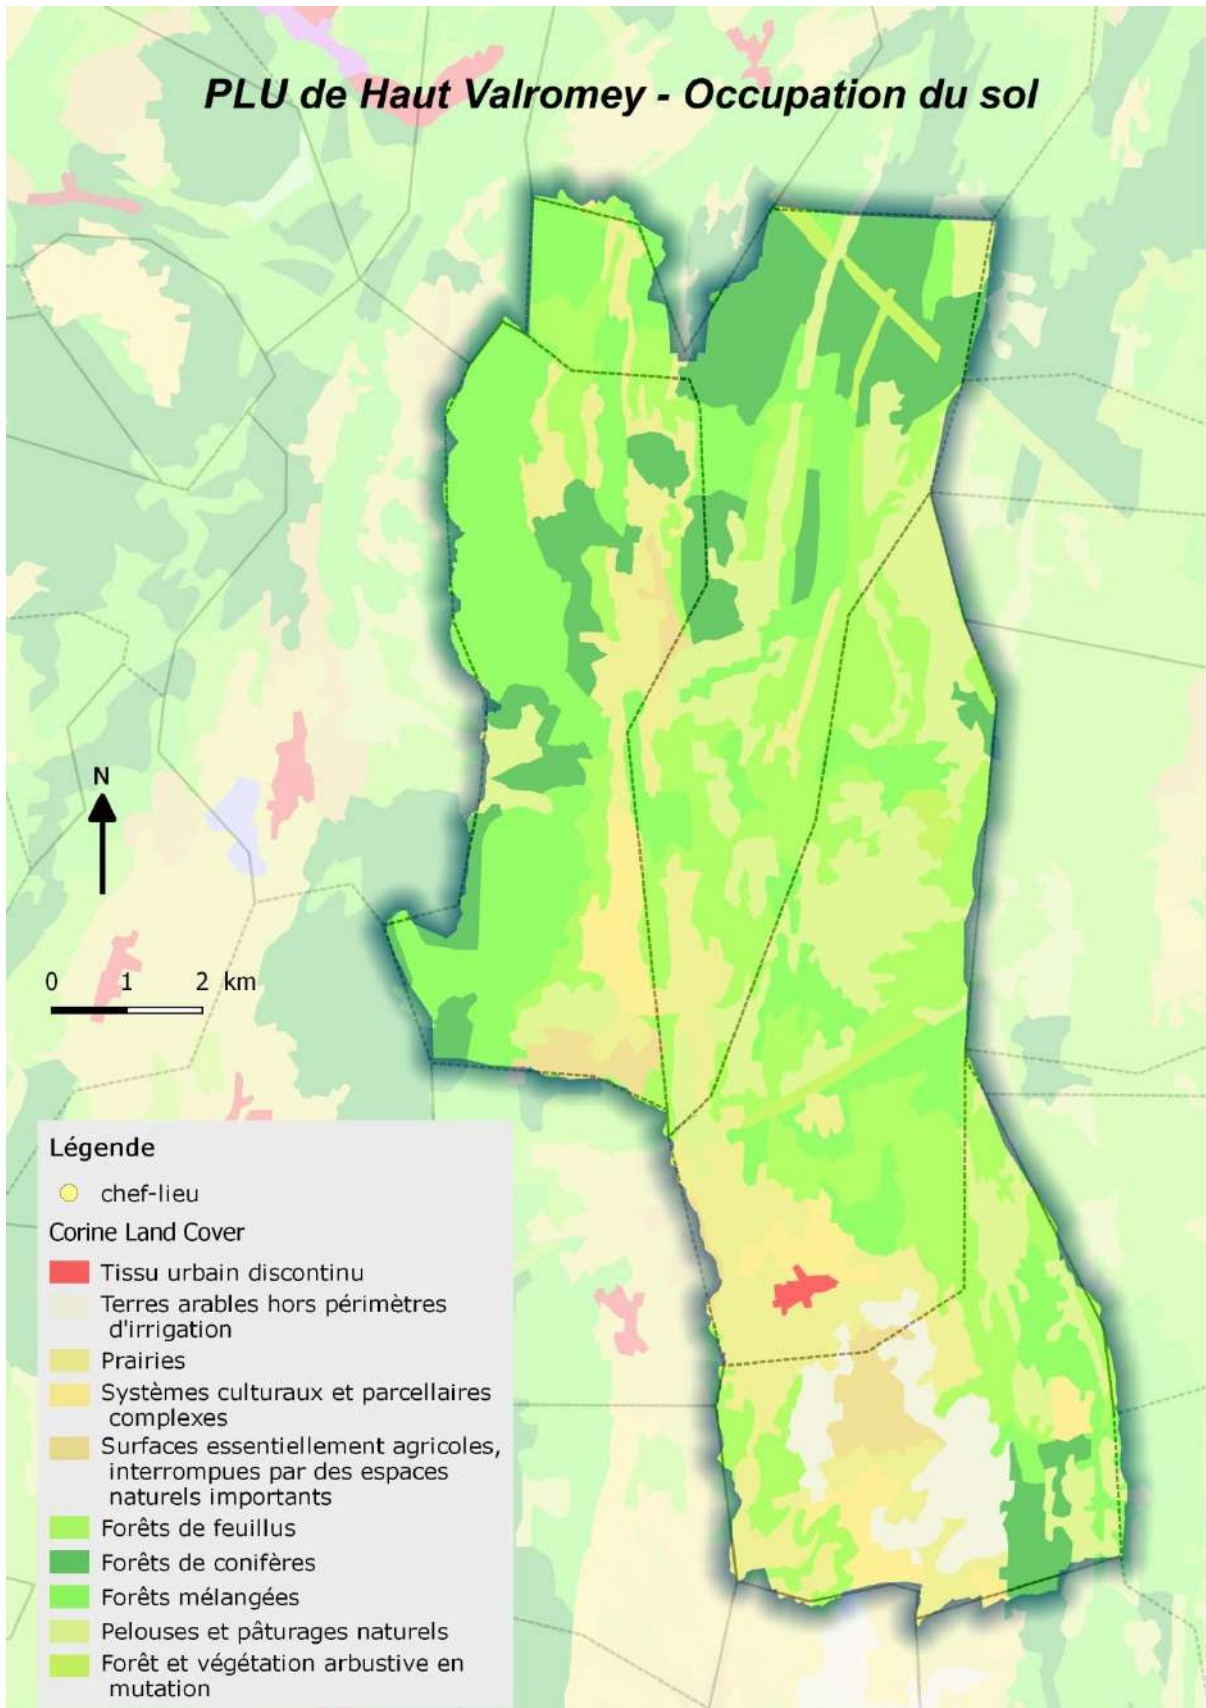 PLU de Haut Valromey - Occupation du sol
N
0 1 2 km
Légende
chef-lieu
Corine Land Cover
Tissu urbain discontinu
Terres arables hors périmètres
d'irrigation
Prairies
Systèmes culturaux et parcellaires
complexes
Surfaces essentiellement agricoles,
interrompues par des espaces
naturels importants
Forêts de feuillus
Forêts de conifères
Forêts mélangées
Pelouses et pâturages naturels
Forêt et végétation arbustive en
mutation